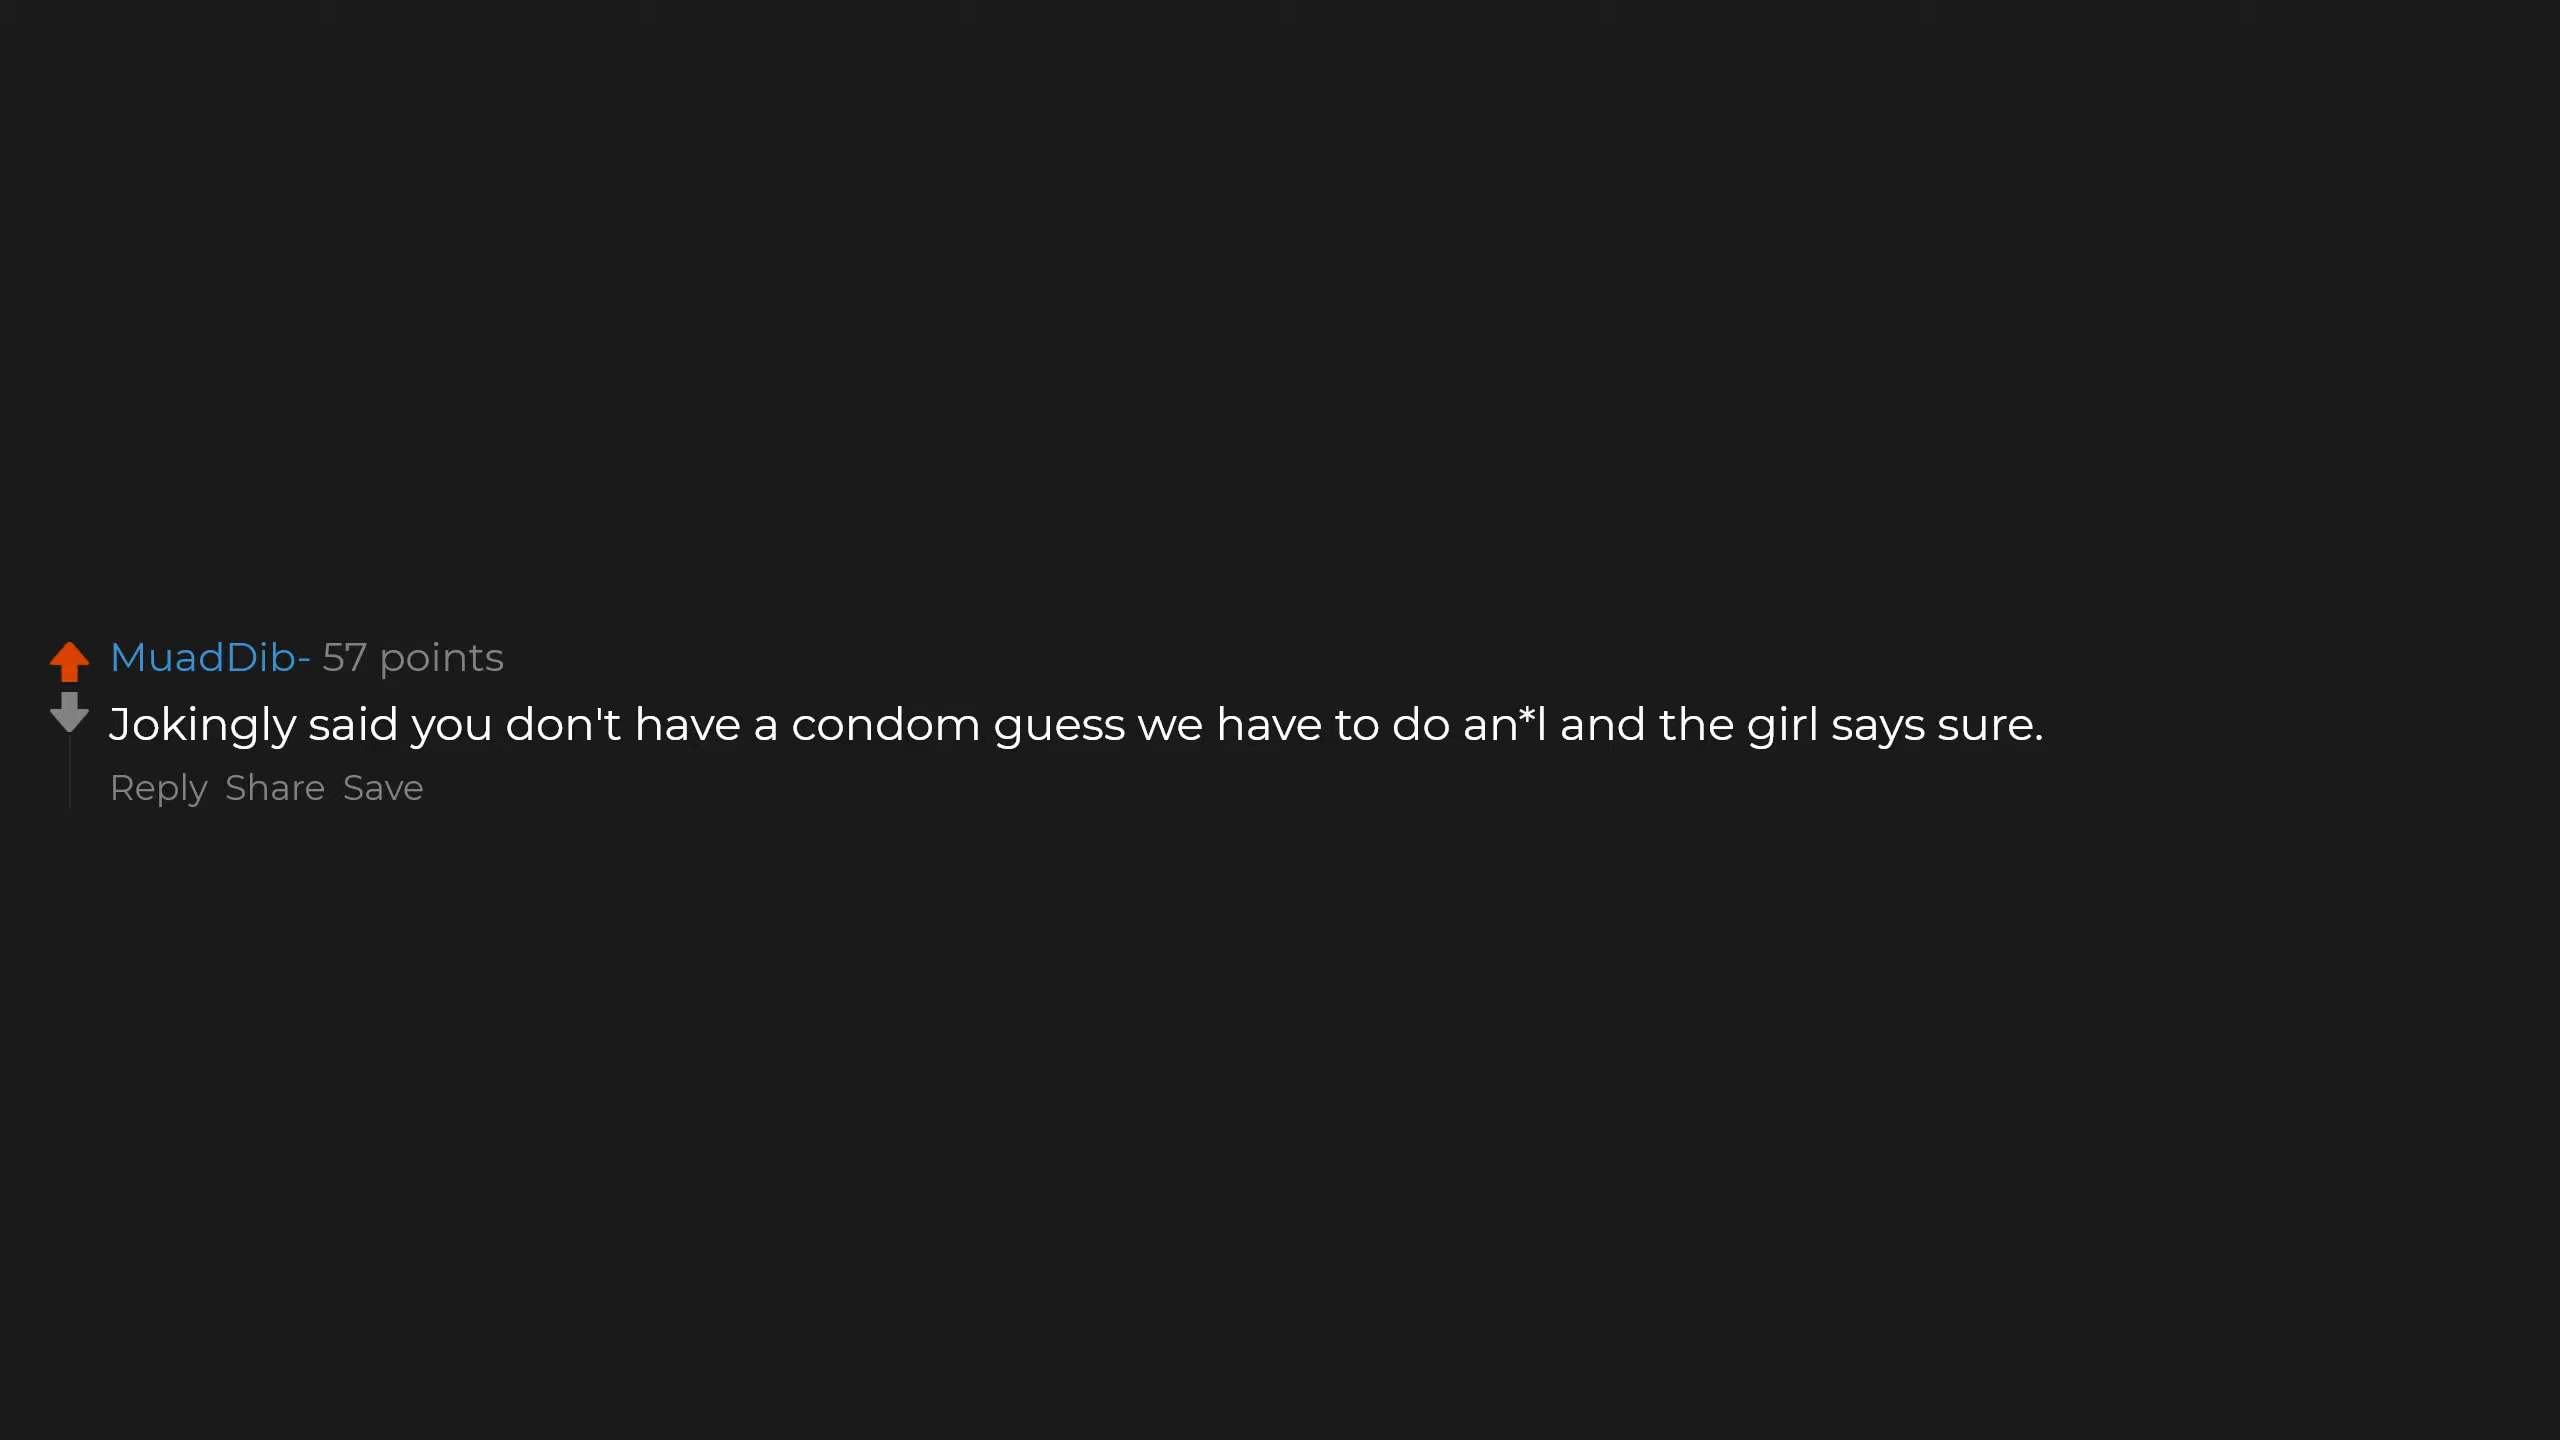 MuadDib- 57 points
Jokingly said you don't have a condom guess we have to do an*l and the girl says sure.
Reply Share Save